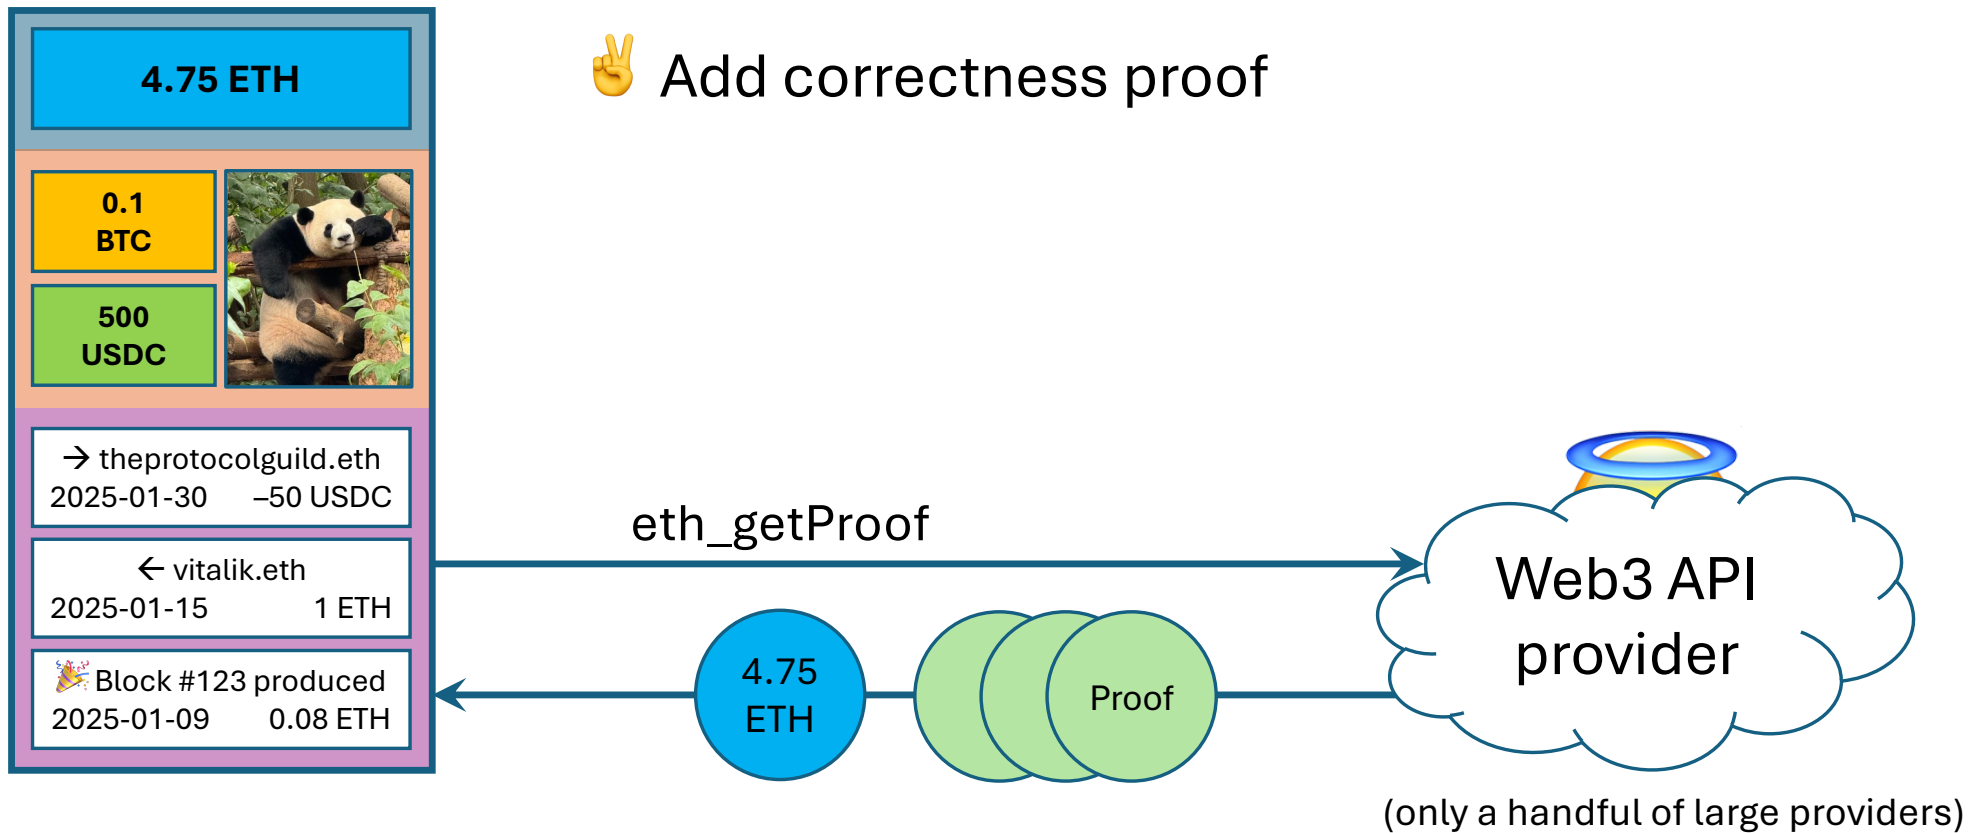 4.75 ETH
✌ Add correctness proof
0.1
BTC
500
USDC
→ theprotocolguild.eth
2025-01-30 –50 USDC
← vitalik.eth
2025-01-15 1 ETH
🎉 Block #123 produced
2025-01-09 0.08 ETH
eth_getProof
4.75
ETH
Proof
Web3 API
provider
(only a handful of large providers)